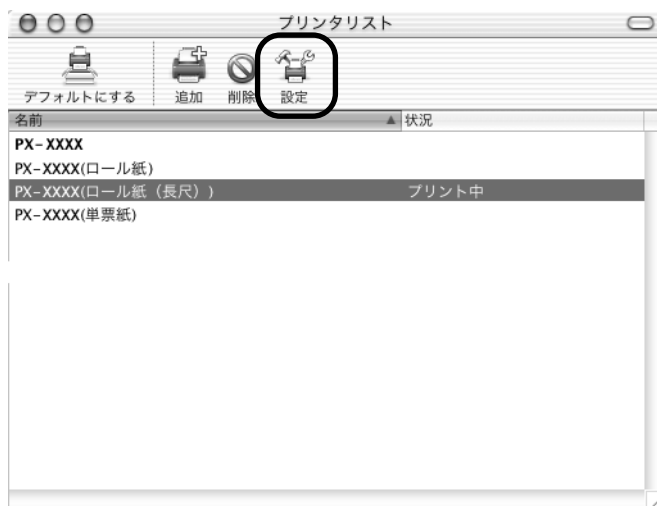 プリンタリスト
デフォルトにする 追加 削除 設定
名前 状況
PX-XXXX
PX-XXXX(ロール紙)
PX-XXXX(ロール紙（長尺）) プリント中
PX-XXXX(単票紙)